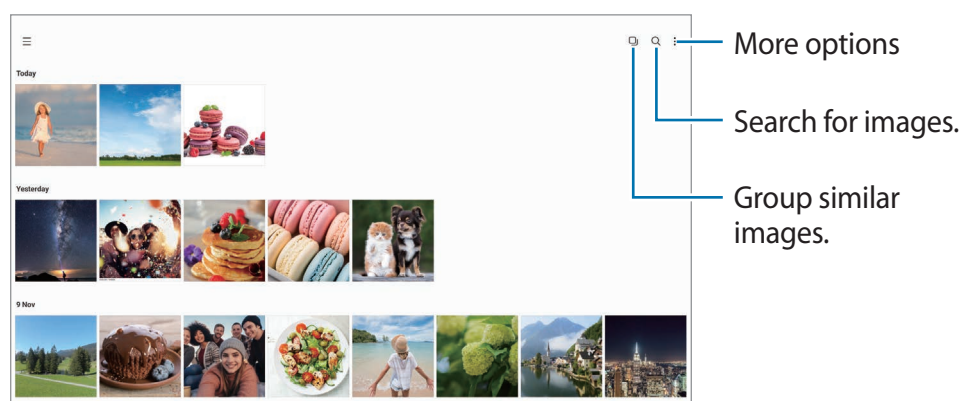 More options
Today
Search for images.
Yesterday
Group similar
images.
9 Nov